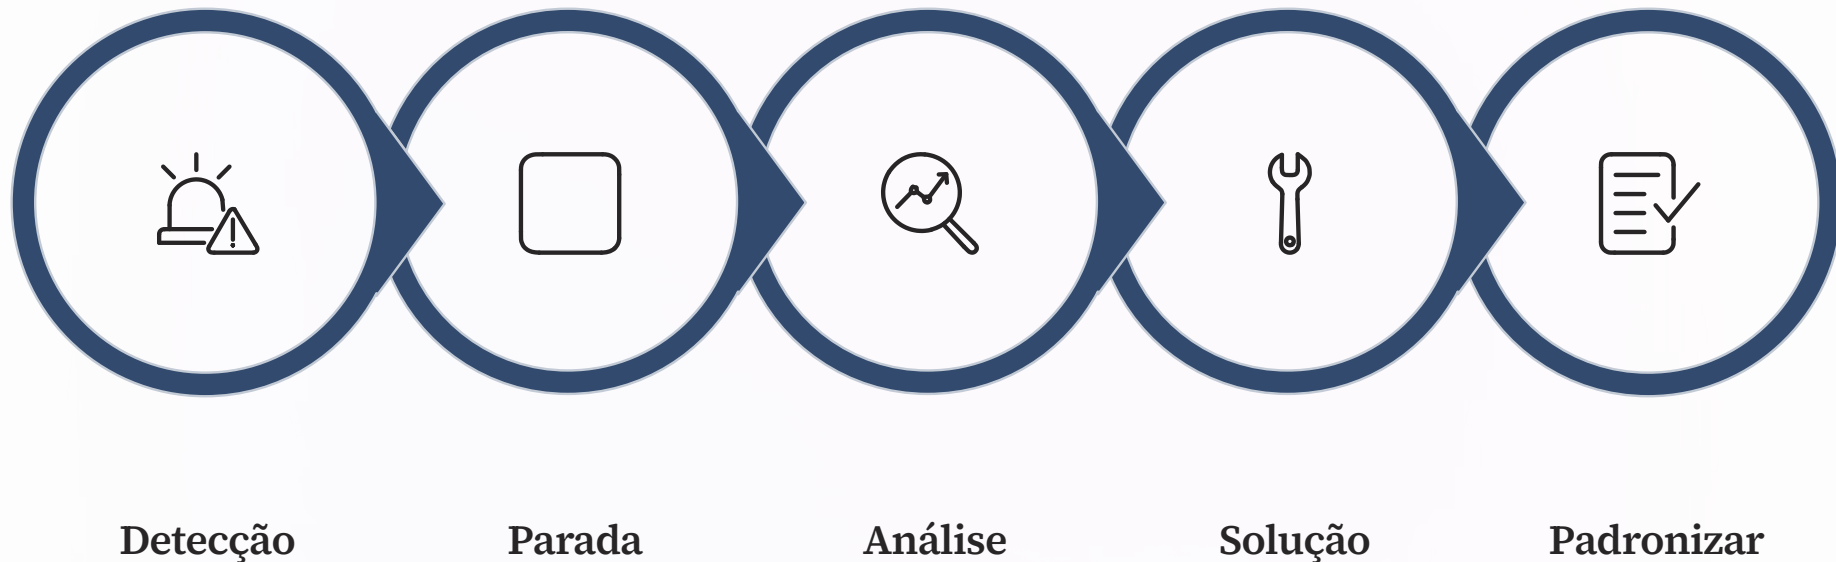 Detecção
Parada
Análise
Solução
Padronizar